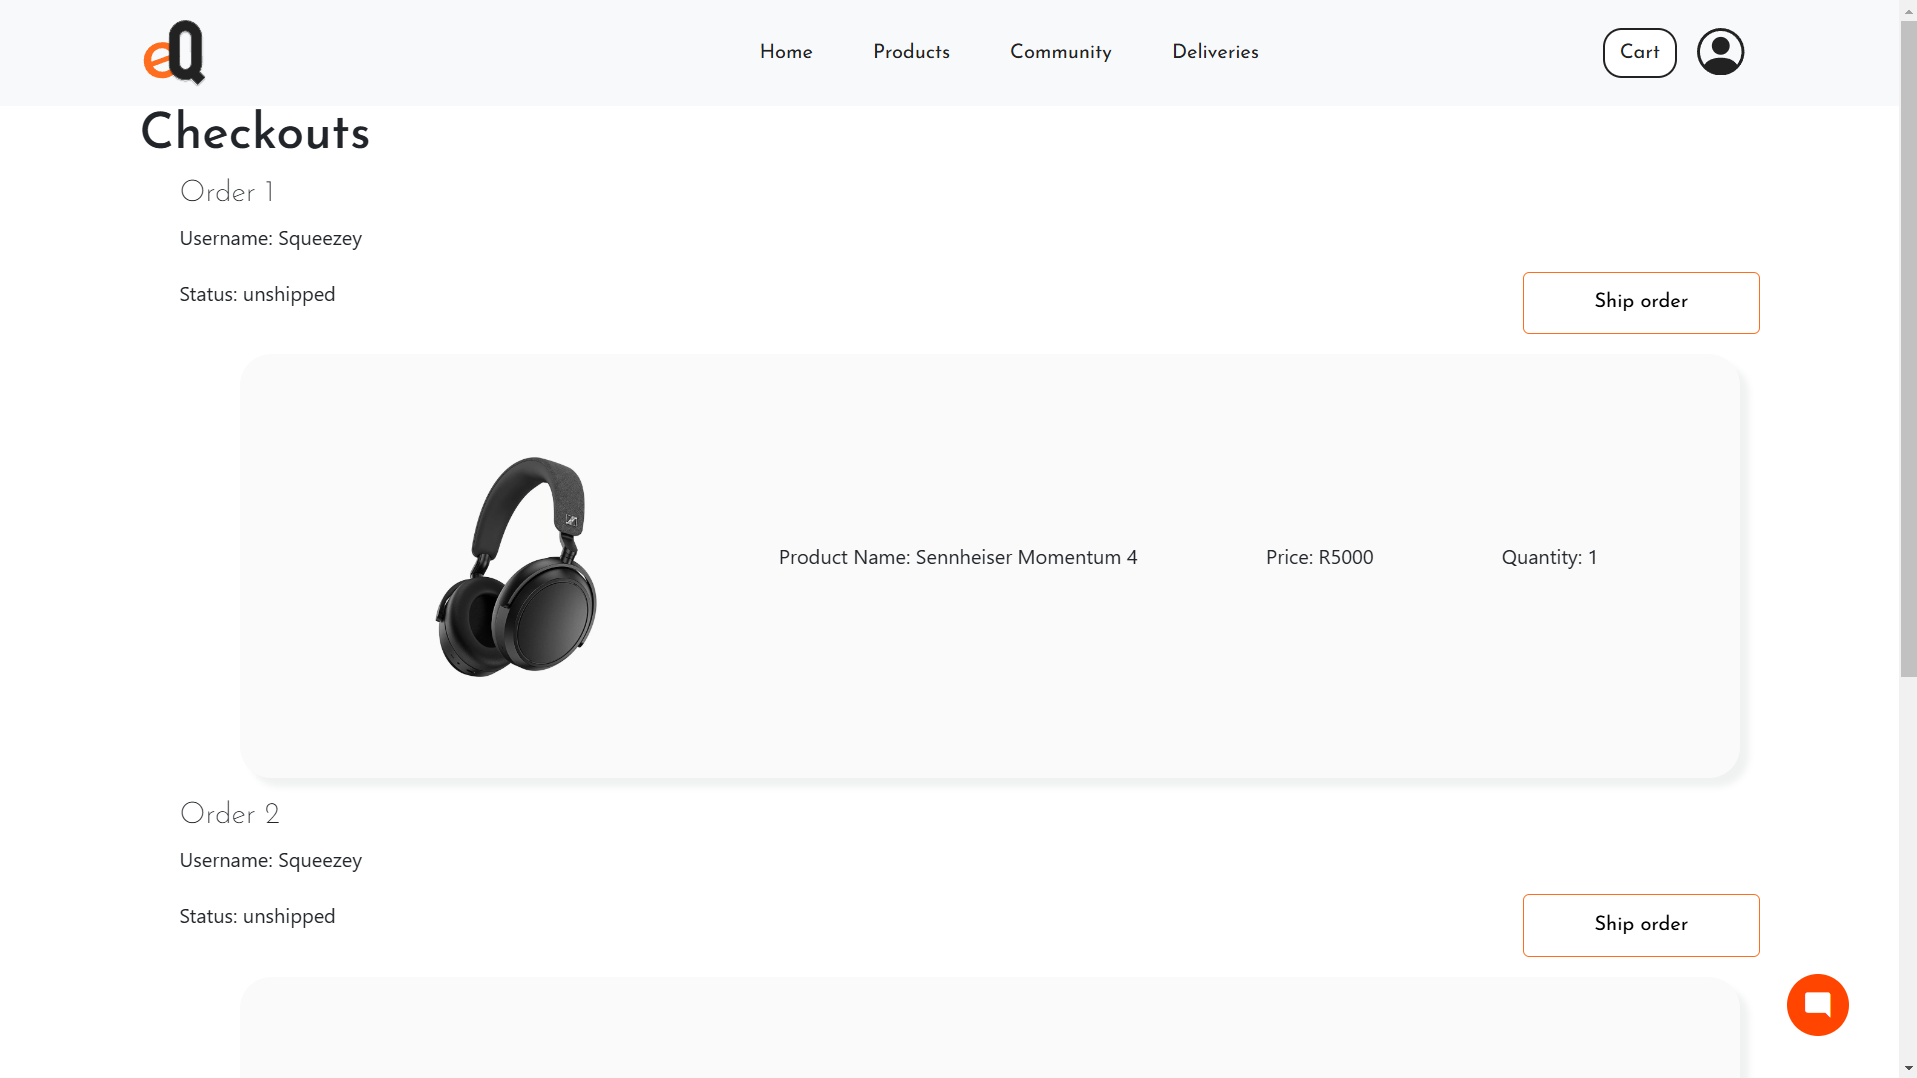 eQ
Home Products Community Deliveries Cart
Checkouts
Order 1
Username: Squeezey
Status: unshipped
Ship order
Product Name: Sennheiser Momentum 4 Price: R5000 Quantity: 1
Order 2
Username: Squeezey
Status: unshipped
Ship order